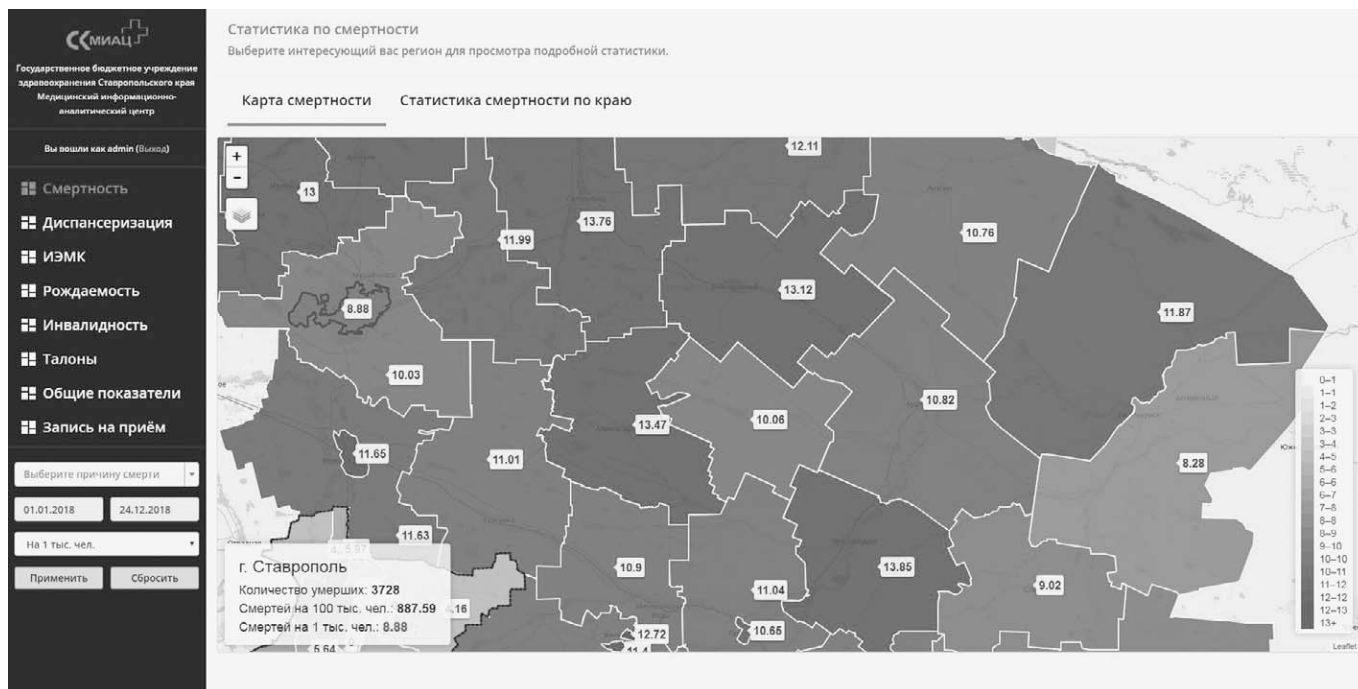 СКМИАЦ
Государственное бюджетное учреждение
здравоохранения Ставропольского края
Медицинский информационно-
аналитический центр
Вы вошли как admin (Выход)
Смертность
Диспансеризация
ИЭМК
Рождаемость
Инвалидность
Талоны
Общие показатели
Запись на приём
Выберите причину смерти
01.01.2018 24.12.2018
На 1 тыс. чел.
Применить Сбросить
Статистика по смертности
Выберите интересующий вас регион для просмотра подробной статистики.
Карта смертности Статистика смертности по краю
+
−
12.11
13
13.76
10.76
11.99
13.12
8.88
11.87
10.03
10.82
13.47
10.06
11.65
11.01
8.28
11.63
10.9
13.85
11.04
9.02
12.72
10.65
11.4
5.64
г. Ставрополь
Количество умерших: 3728
Смертей на 100 тыс. чел.: 887.59
Смертей на 1 тыс. чел.: 8.88
0–1
1–1
1–2
2–3
3–3
3–4
4–5
5–6
6–6
6–7
7–8
8–8
8–9
9–10
10–10
10–11
11–12
12–12
12–13
13+
Leaflet